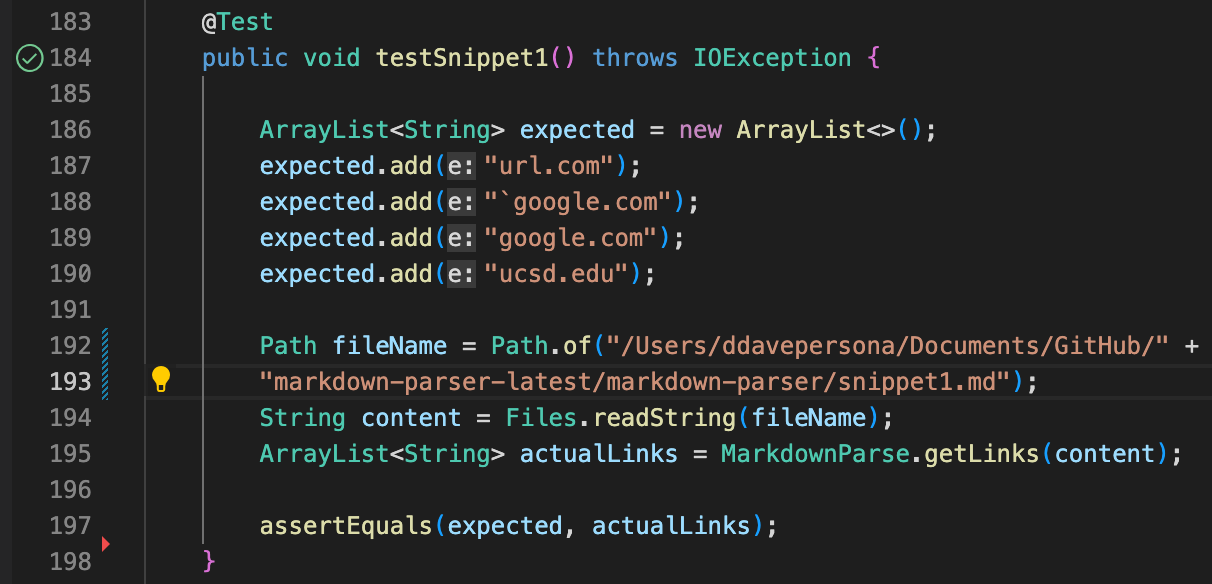 183 @Test
184 public void testSnippet1() throws IOException {
185
186 ArrayList<String> expected = new ArrayList<>();
187 expected.add(e: "url.com");
188 expected.add(e: "`google.com");
189 expected.add(e: "google.com");
190 expected.add(e: "ucsd.edu");
191
192 Path fileName = Path.of("/Users/ddavepersona/Documents/GitHub/" +
193 "markdown-parser-latest/markdown-parser/snippet1.md");
194 String content = Files.readString(fileName);
195 ArrayList<String> actualLinks = MarkdownParse.getLinks(content);
196
197 assertEquals(expected, actualLinks);
198 }